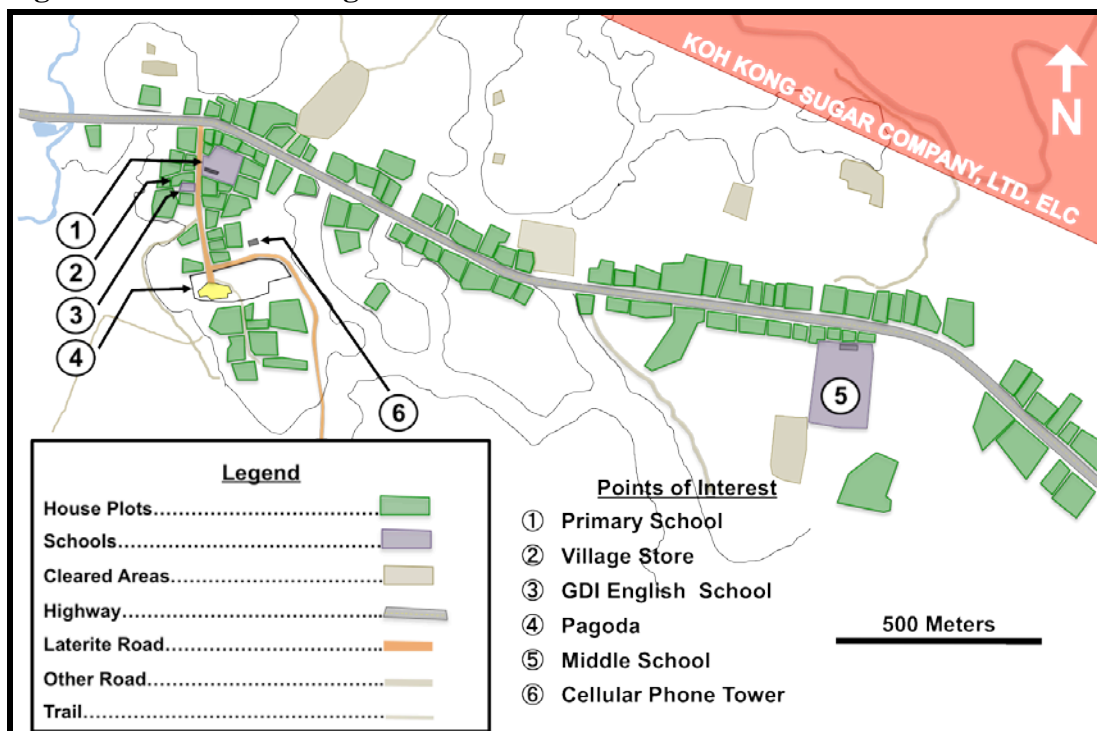 KOH KONG SUGAR COMPANY, LTD. ELC
N
1
2
3
4
5
6
Legend
House Plots
Schools
Cleared Areas
Highway
Laterite Road
Other Road
Trail
Points of Interest
① Primary School
② Village Store
③ GDI English School
④ Pagoda
⑤ Middle School
⑥ Cellular Phone Tower
500 Meters